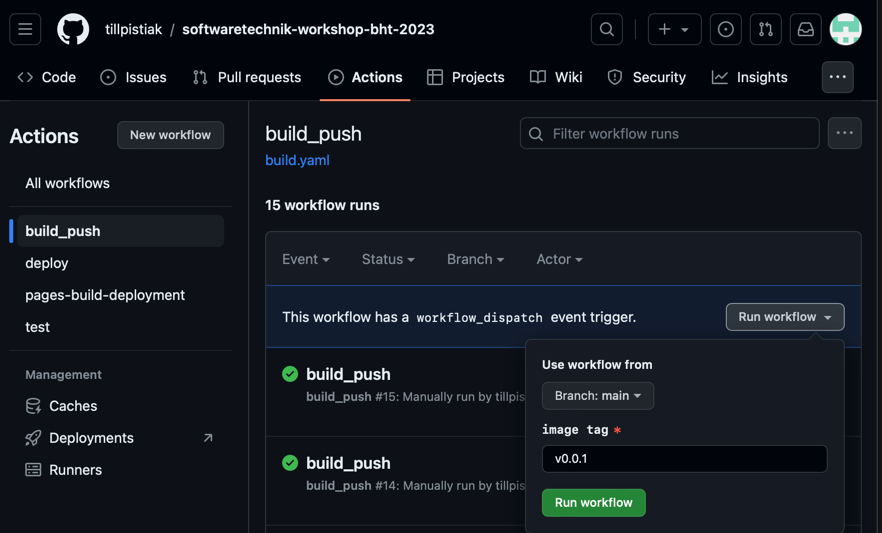 tillpistiak / softwaretechnik-workshop-bht-2023
Code Issues Pull requests Actions Projects Wiki Security Insights
Actions
New workflow
All workflows
build_push
deploy
pages-build-deployment
test
Management
Caches
Deployments
Runners
build_push
build.yaml
Filter workflow runs
15 workflow runs
Event Status Branch Actor
This workflow has a workflow_dispatch event trigger.
Run workflow
build_push
build_push #15: Manually run by tillpis
build_push
build_push #14: Manually run by tillpis
Use workflow from
Branch: main
image tag *
v0.0.1
Run workflow